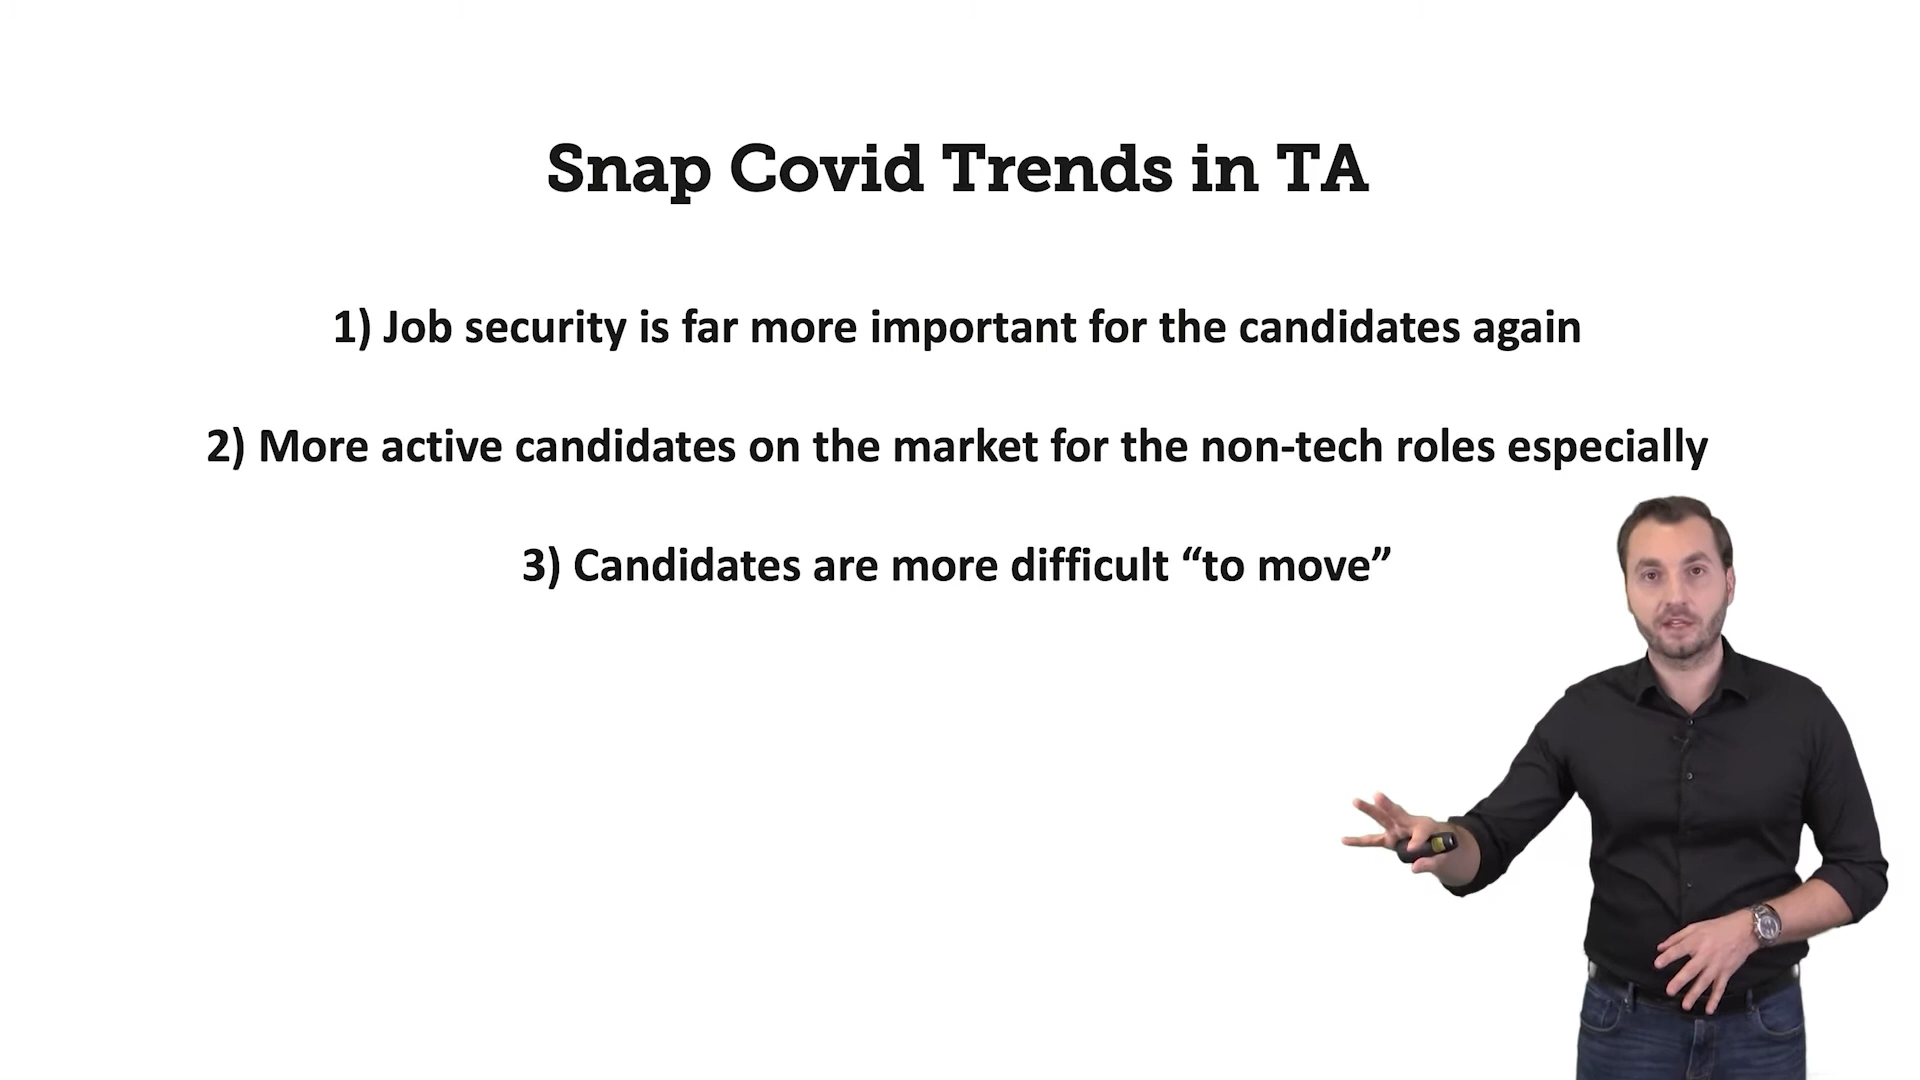 Snap Covid Trends in TA
1) Job security is far more important for the candidates again
2) More active candidates on the market for the non-tech roles especially
3) Candidates are more difficult “to move”